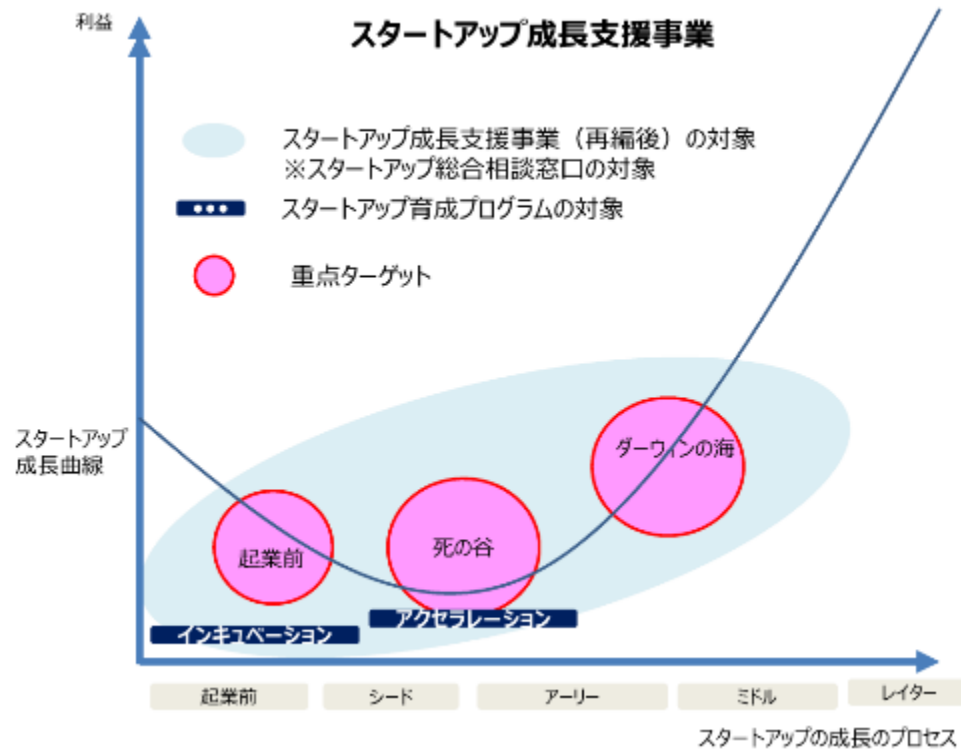 利益
スタートアップ成長支援事業
スタートアップ成長支援事業（再編後）の対象
※スタートアップ総合相談窓口の対象
スタートアップ育成プログラムの対象
重点ターゲット
スタートアップ
成長曲線
ダーウィンの海
死の谷
起業前
アクセラレーション
インキュベーション
起業前
シード
アーリー
ミドル
レイター
スタートアップの成長のプロセス